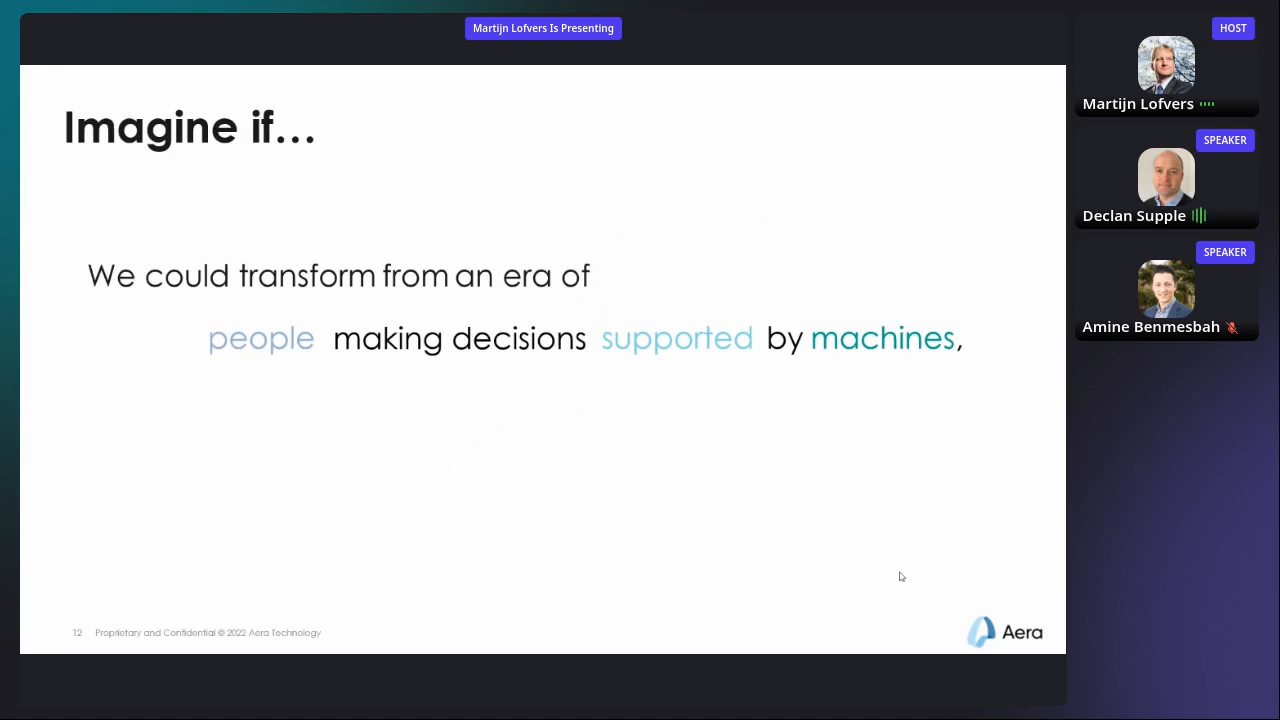 Martijn Lofvers Is Presenting
Imagine if...
We could transform from an era of
people making decisions supported by machines,
12 Proprietary and Confidential © 2022 Aera Technology
Aera
HOST
Martijn Lofvers
SPEAKER
Declan Supple
SPEAKER
Amine Benmesbah